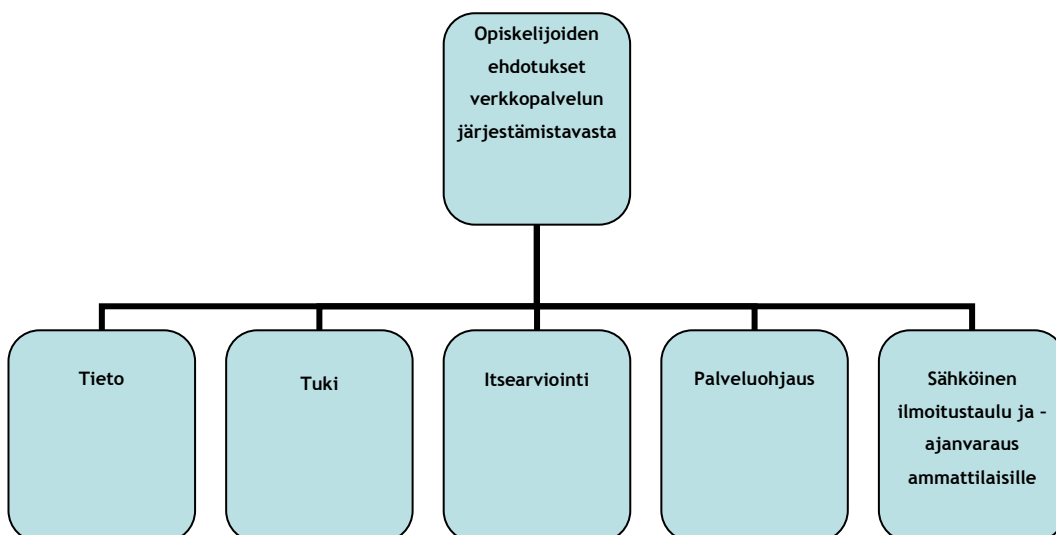 Opiskelijoiden
ehdotukset
verkkopalvelun
järjestämistavasta
Tieto
Tuki
Itsearviointi
Palveluohjaus
Sähköinen
ilmoitustaulu ja -
ajanvaraus
ammattilaisille